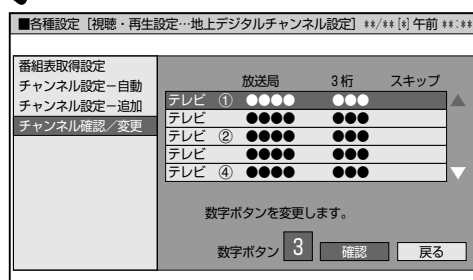 ■各種設定［視聴・再生設定…地上デジタルチャンネル設定］ **/** [*] 午前 **:**
番組表取得設定
チャンネル設定－自動
チャンネル設定－追加
チャンネル確認／変更
放送局 3桁 スキップ
テレビ ① ●●●● ●●●
テレビ ●●●● ●●●
テレビ ② ●●●● ●●●
テレビ ●●●● ●●●
テレビ ④ ●●●● ●●●
数字ボタンを変更します。
数字ボタン 3 確認 戻る